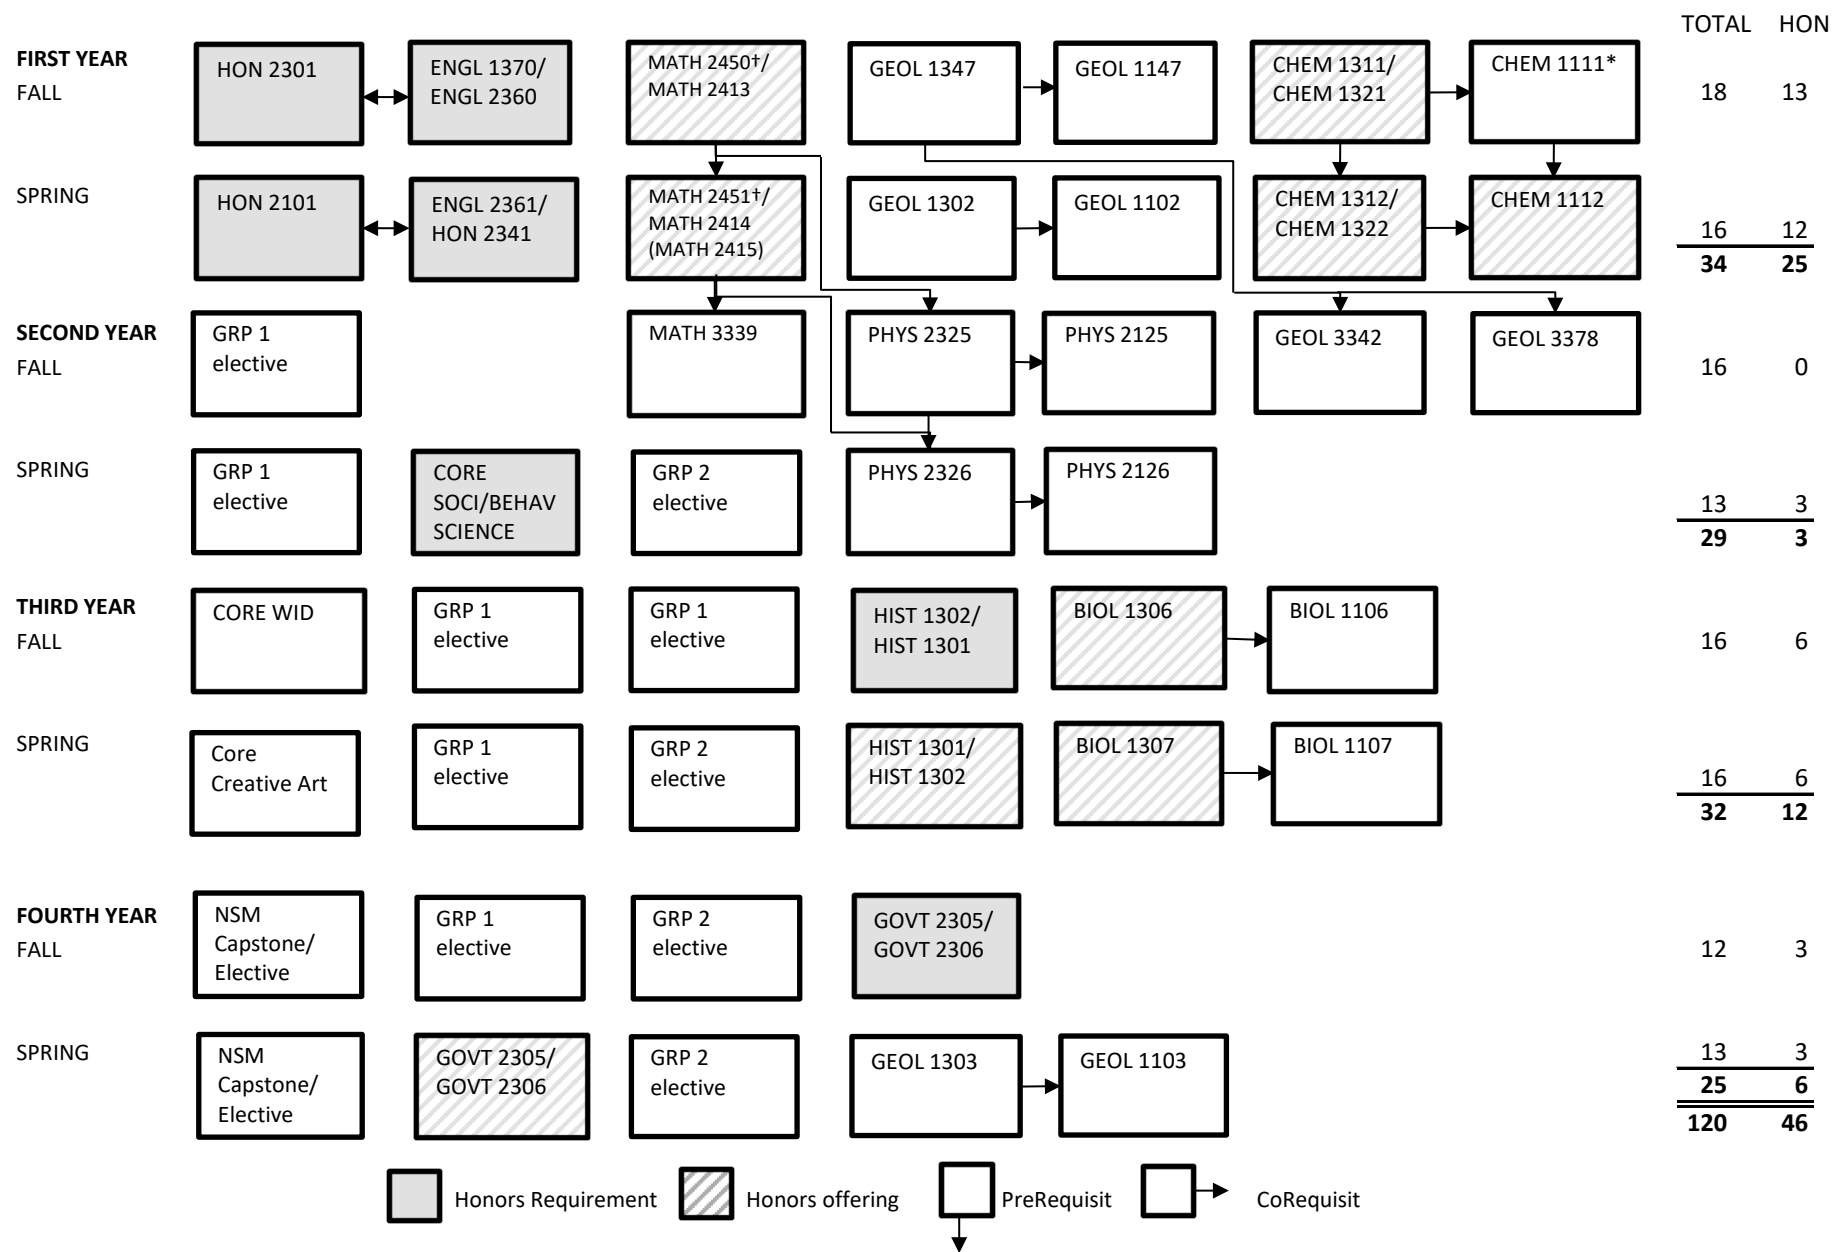 TOTAL HON
FIRST YEAR
FALL
HON 2301
ENGL 1370/
ENGL 2360
MATH 2450†/
MATH 2413
GEOL 1347
GEOL 1147
CHEM 1311/
CHEM 1321
CHEM 1111*
18 13
SPRING
HON 2101
ENGL 2361/
HON 2341
MATH 2451†/
MATH 2414
(MATH 2415)
GEOL 1302
GEOL 1102
CHEM 1312/
CHEM 1322
CHEM 1112
16 12
34 25
SECOND YEAR
FALL
GRP 1
elective
MATH 3339
PHYS 2325
PHYS 2125
GEOL 3342
GEOL 3378
16 0
SPRING
GRP 1
elective
CORE
SOCI/BEHAV
SCIENCE
GRP 2
elective
PHYS 2326
PHYS 2126
13 3
29 3
THIRD YEAR
FALL
CORE WID
GRP 1
elective
GRP 1
elective
HIST 1302/
HIST 1301
BIOL 1306
BIOL 1106
16 6
SPRING
Core
Creative Art
GRP 1
elective
GRP 2
elective
HIST 1301/
HIST 1302
BIOL 1307
BIOL 1107
16 6
32 12
FOURTH YEAR
FALL
NSM
Capstone/
Elective
GRP 1
elective
GRP 2
elective
GOVT 2305/
GOVT 2306
12 3
SPRING
NSM
Capstone/
Elective
GOVT 2305/
GOVT 2306
GRP 2
elective
GEOL 1303
GEOL 1103
13 3
25 6
120 46
Honors Requirement
Honors offering
PreRequisit
CoRequisit